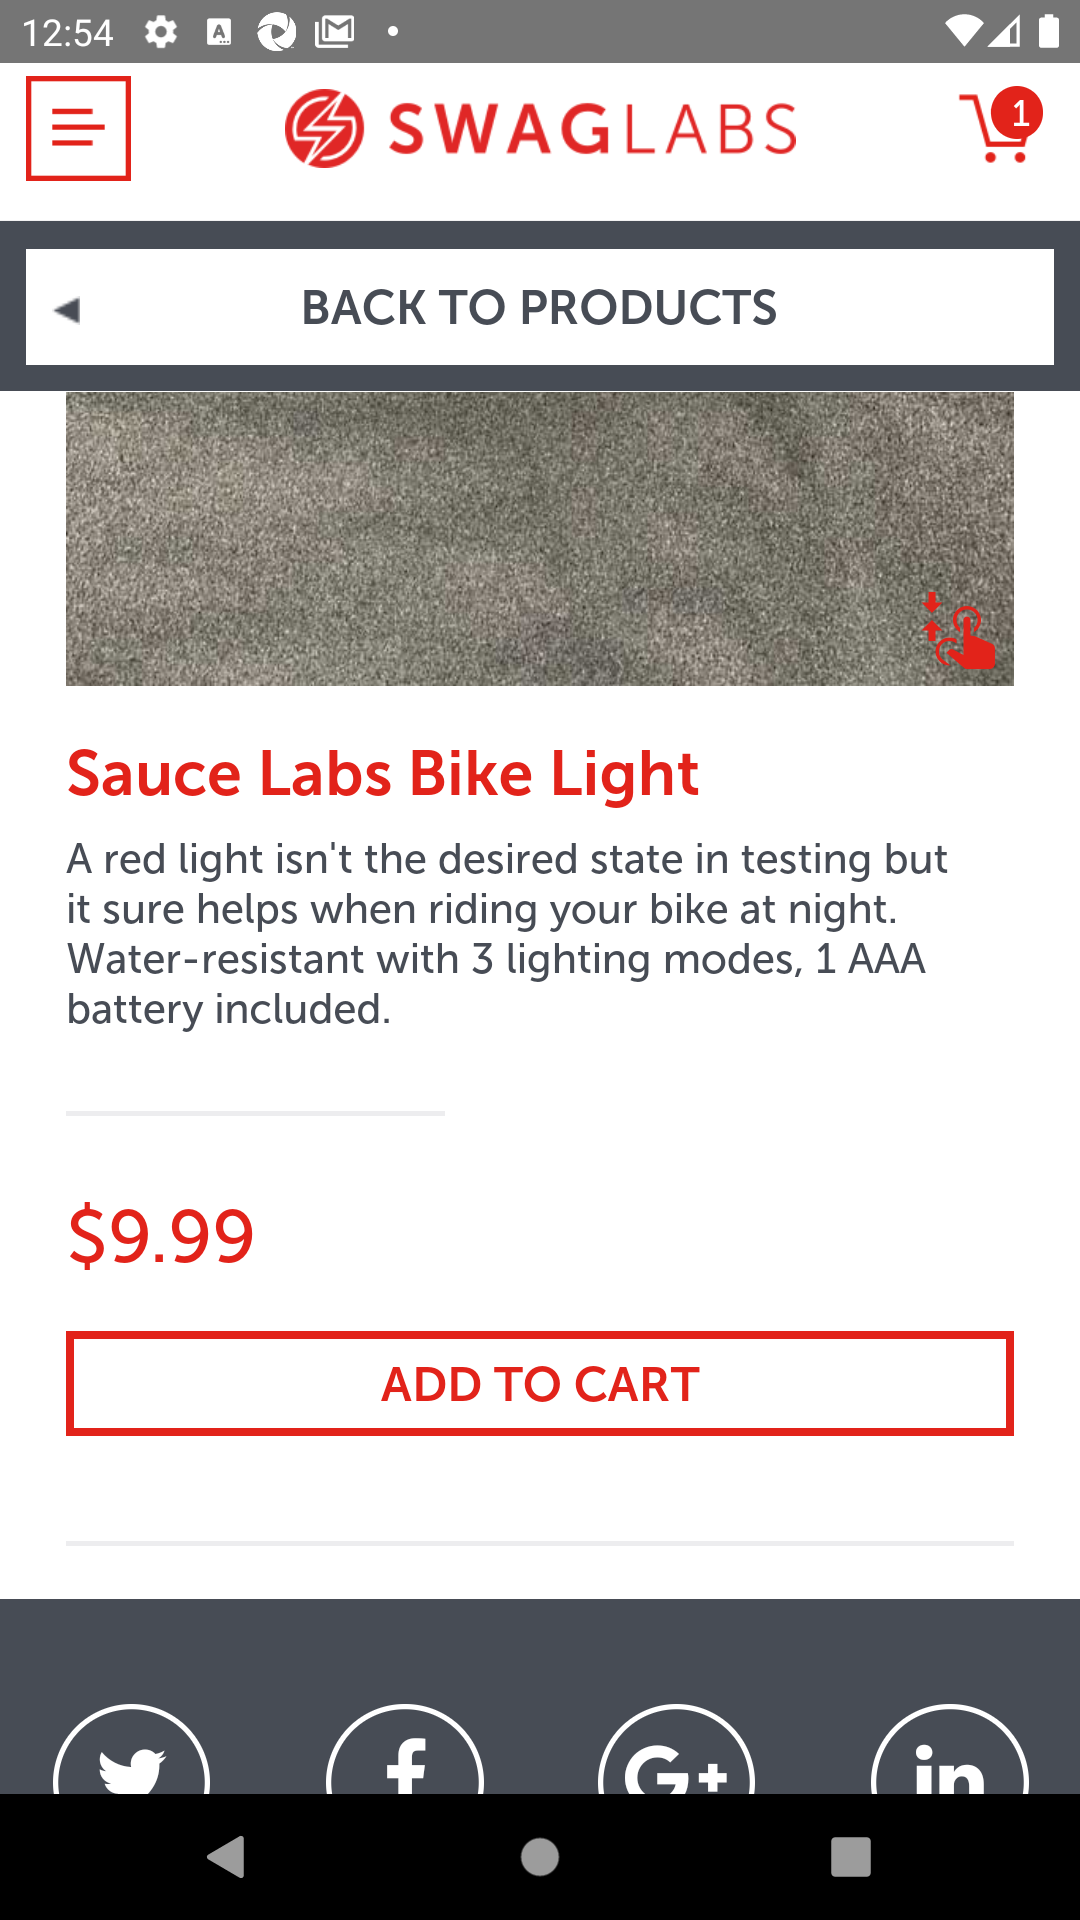 12:54
SWAGLABS
1
BACK TO PRODUCTS
Sauce Labs Bike Light
A red light isn't the desired state in testing but
it sure helps when riding your bike at night.
Water-resistant with 3 lighting modes, 1 AAA
battery included.
$9.99
ADD TO CART